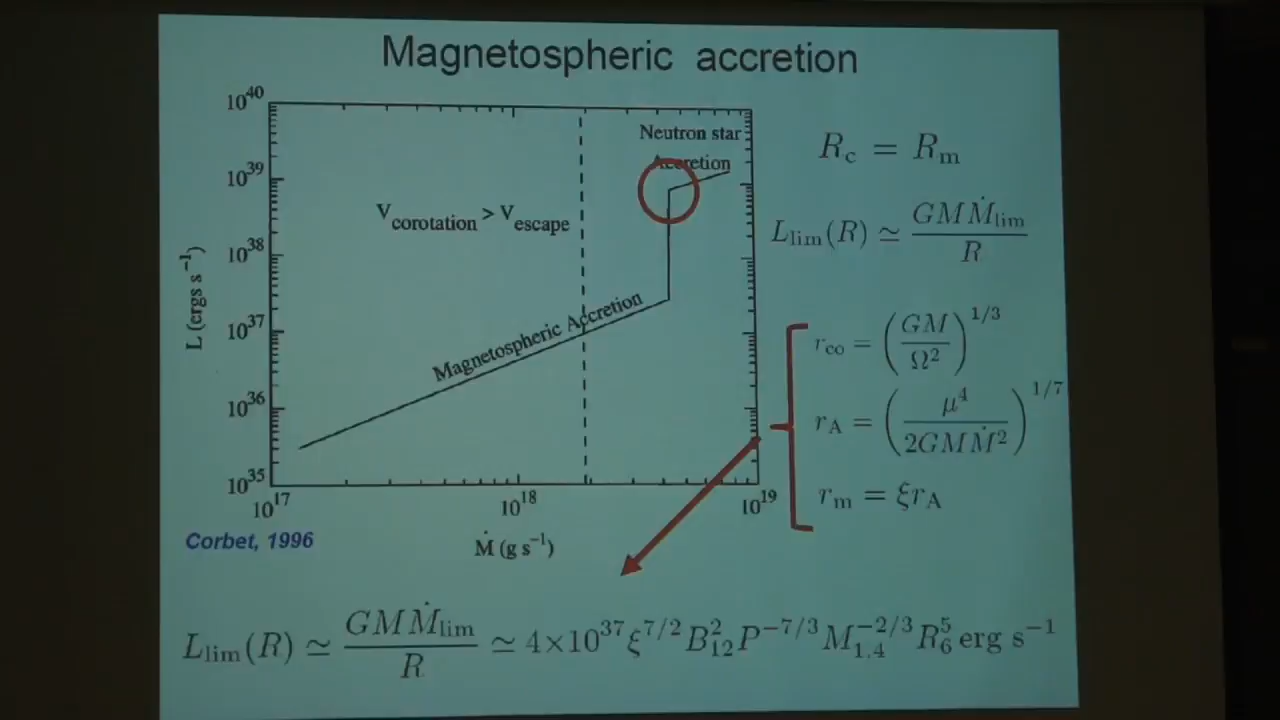 Magnetospheric accretion
10^40
10^39
10^38
10^37
10^36
10^35
L (ergs s^-1)
Neutron star
Accretion
V_corotation > V_escape
Magnetospheric Accretion
10^17 10^18 10^19
Ṁ (g s^-1)
Corbet, 1996
R_c = R_m
L_lim(R) ≃ GMṀ_lim / R
r_co = (GM / Ω^2)^1/3
r_A = (μ^4 / 2GMṀ^2)^1/7
r_m = ξr_A
L_lim(R) ≃ GMṀ_lim / R ≃ 4×10^37 ξ^7/2 B_12^2 P^-7/3 M_1.4^-2/3 R_6^5 erg s^-1